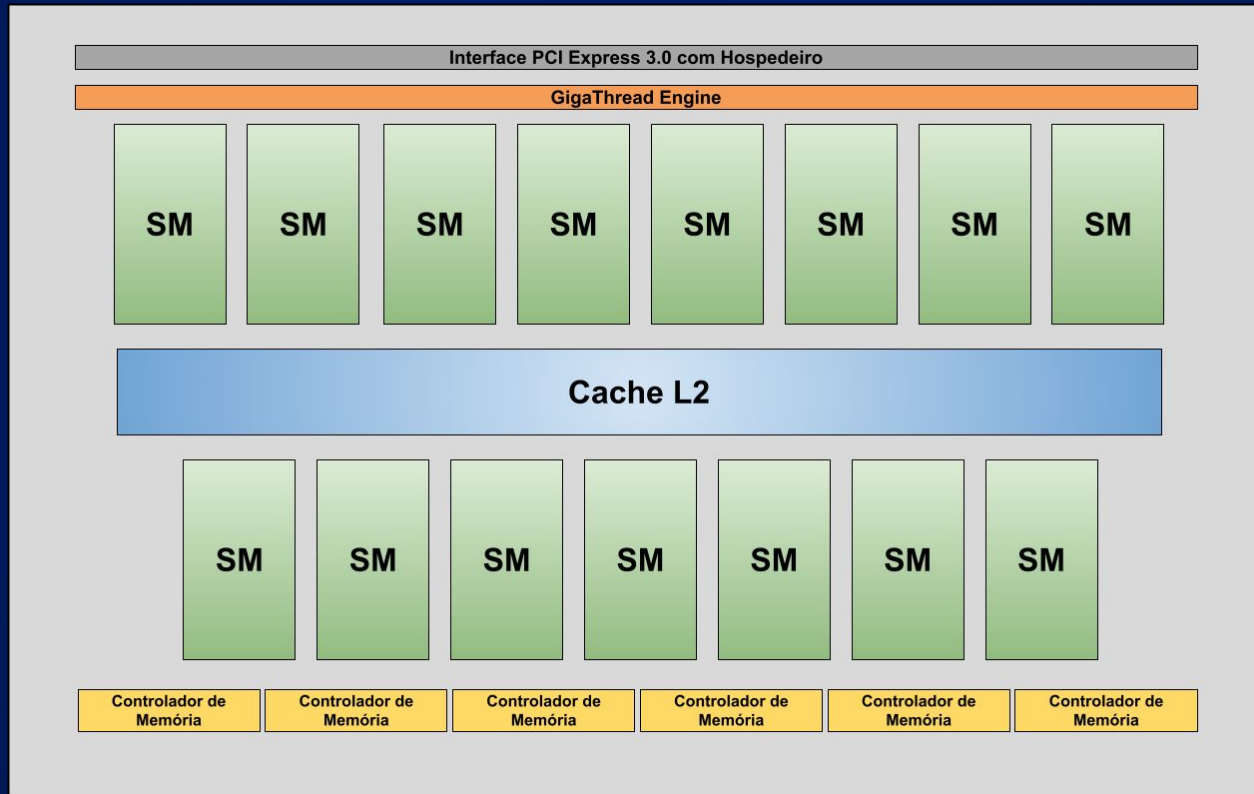 Interface PCI Express 3.0 com Hospedeiro
GigaThread Engine
SM
SM
SM
SM
SM
SM
SM
SM
Cache L2
SM
SM
SM
SM
SM
SM
SM
Controlador de
Memória
Controlador de
Memória
Controlador de
Memória
Controlador de
Memória
Controlador de
Memória
Controlador de
Memória